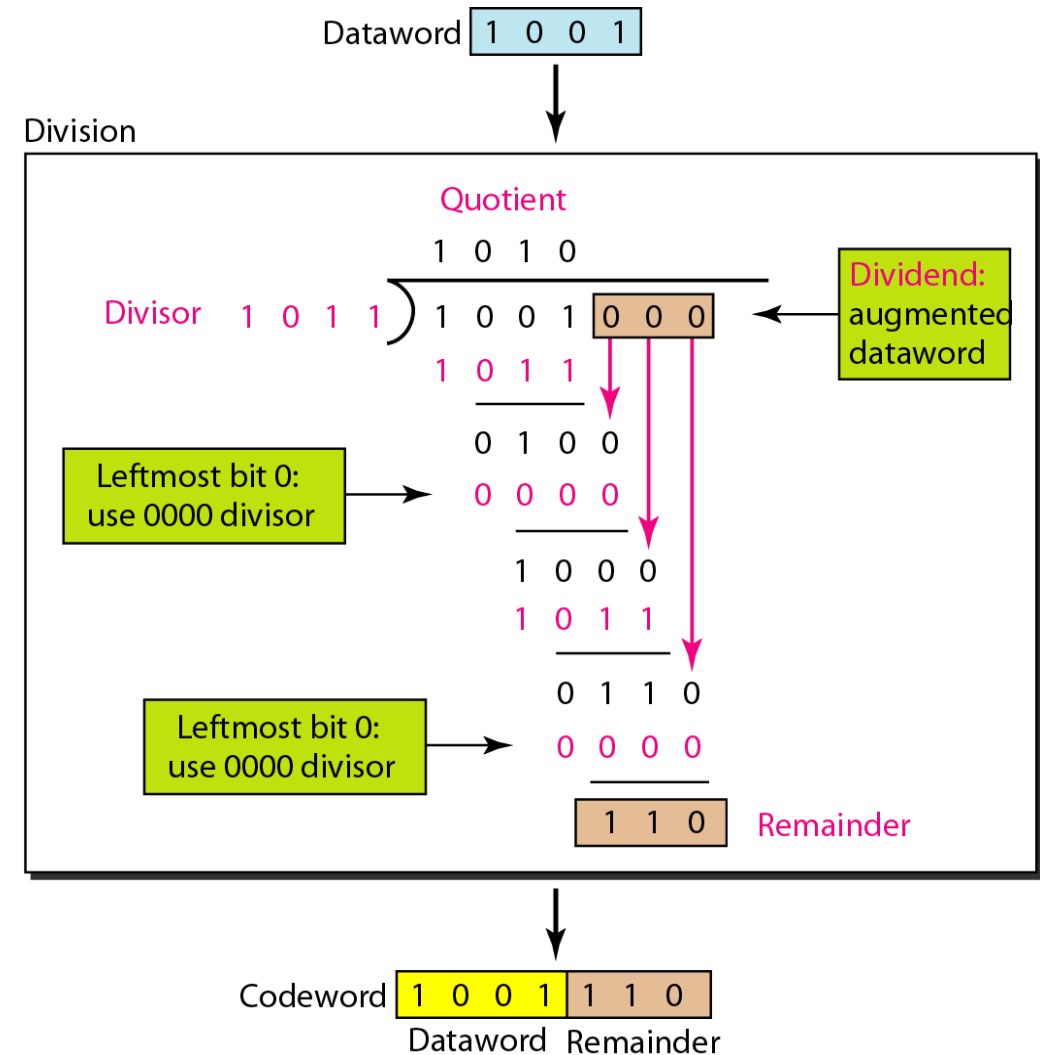 Dataword 1 0 0 1
Division
Quotient
1 0 1 0
Divisor 1 0 1 1 1 0 0 1 0 0 0
Dividend:
augmented
dataword
1 0 1 1
0 1 0 0
Leftmost bit 0:
use 0000 divisor
0 0 0 0
1 0 0 0
1 0 1 1
0 1 1 0
Leftmost bit 0:
use 0000 divisor
0 0 0 0
1 1 0 Remainder
Codeword 1 0 0 1 1 1 0
Dataword Remainder